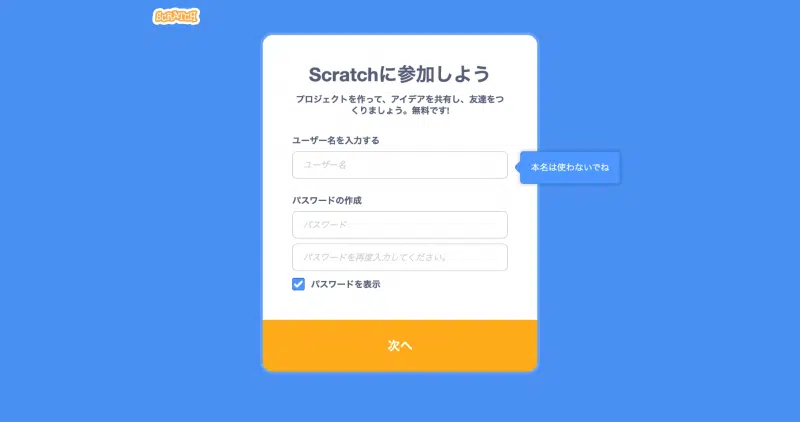 SCRATCH
Scratchに参加しよう
プロジェクトを作って、アイデアを共有し、友達をつ
くりましょう。無料です!
ユーザー名を入力する
ユーザー名
本名は使わないでね
パスワードの作成
パスワード
パスワードを再度入力してください。
パスワードを表示
次へ